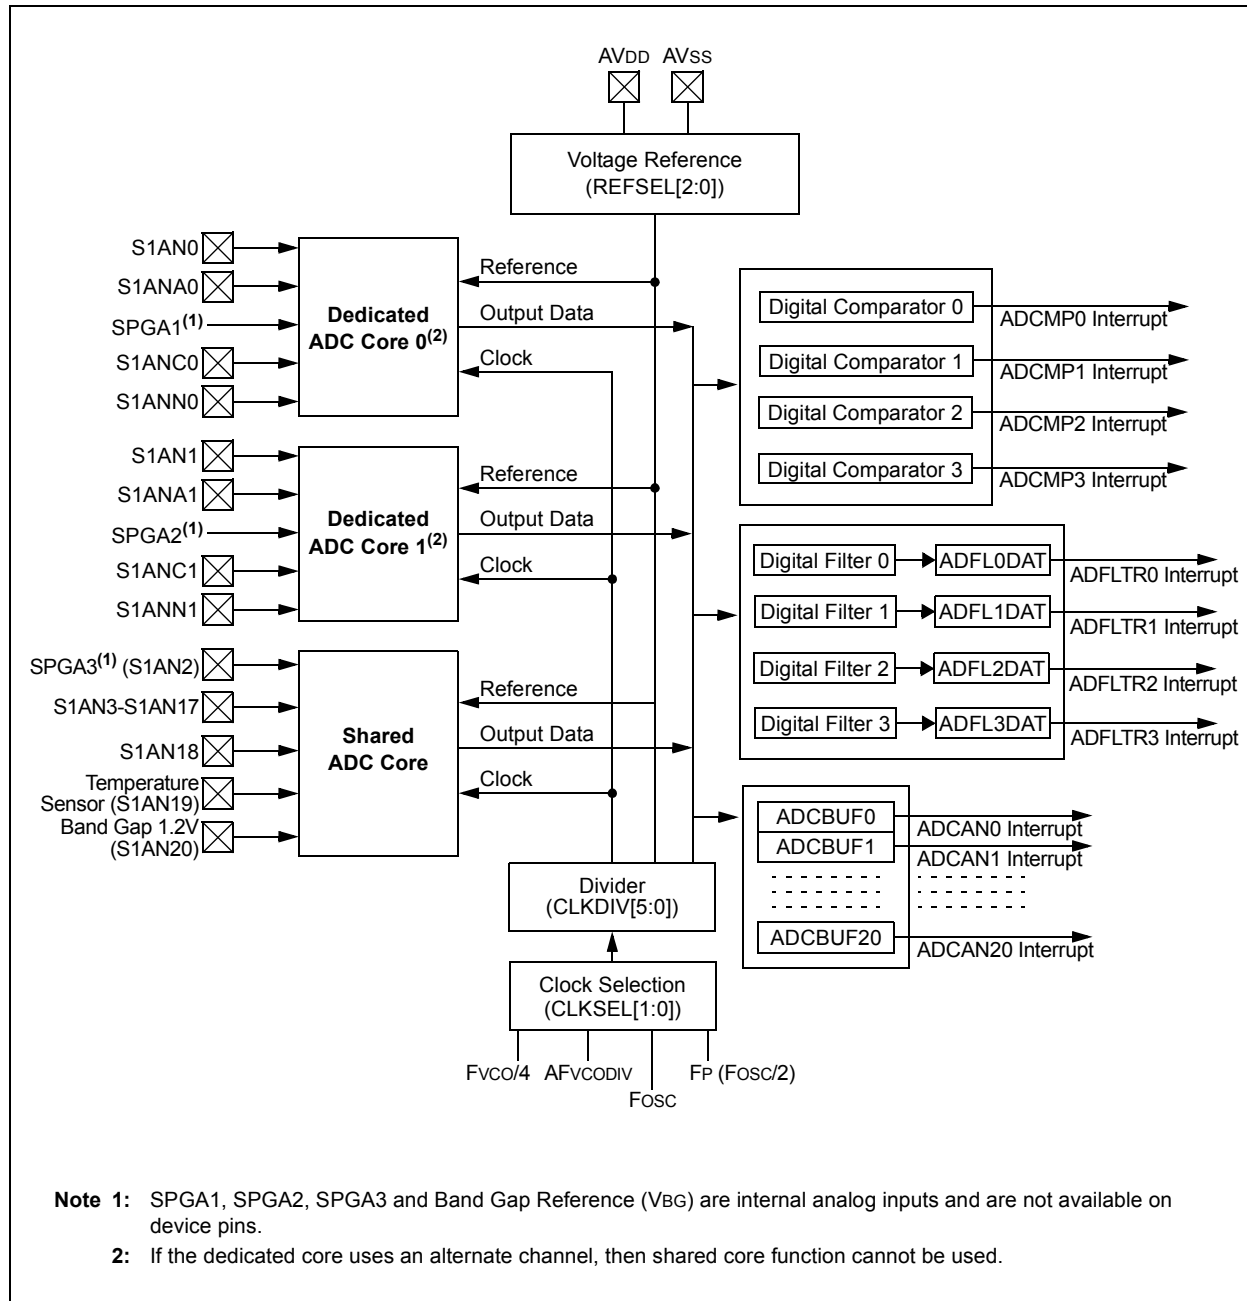 AVDD AVSS
Voltage Reference
(REFSEL[2:0])
S1AN0
S1ANA0
SPGA1(1)
S1ANC0
S1ANN0
Dedicated
ADC Core 0(2)
Reference
Output Data
Clock
S1AN1
S1ANA1
SPGA2(1)
S1ANC1
S1ANN1
Dedicated
ADC Core 1(2)
Reference
Output Data
Clock
SPGA3(1) (S1AN2)
S1AN3-S1AN17
S1AN18
Temperature
Sensor (S1AN19)
Band Gap 1.2V
(S1AN20)
Shared
ADC Core
Reference
Output Data
Clock
Digital Comparator 0
ADCMP0 Interrupt
Digital Comparator 1
ADCMP1 Interrupt
Digital Comparator 2
ADCMP2 Interrupt
Digital Comparator 3
ADCMP3 Interrupt
Digital Filter 0 ADFL0DAT
ADFLTR0 Interrupt
Digital Filter 1 ADFL1DAT
ADFLTR1 Interrupt
Digital Filter 2 ADFL2DAT
ADFLTR2 Interrupt
Digital Filter 3 ADFL3DAT
ADFLTR3 Interrupt
ADCBUF0
ADCAN0 Interrupt
ADCBUF1
ADCAN1 Interrupt
ADCBUF20
ADCAN20 Interrupt
Divider
(CLKDIV[5:0])
Clock Selection
(CLKSEL[1:0])
FVCO/4 AFVCODIV FP (FOSC/2)
FOSC
Note 1: SPGA1, SPGA2, SPGA3 and Band Gap Reference (VBG) are internal analog inputs and are not available on
device pins.
2: If the dedicated core uses an alternate channel, then shared core function cannot be used.